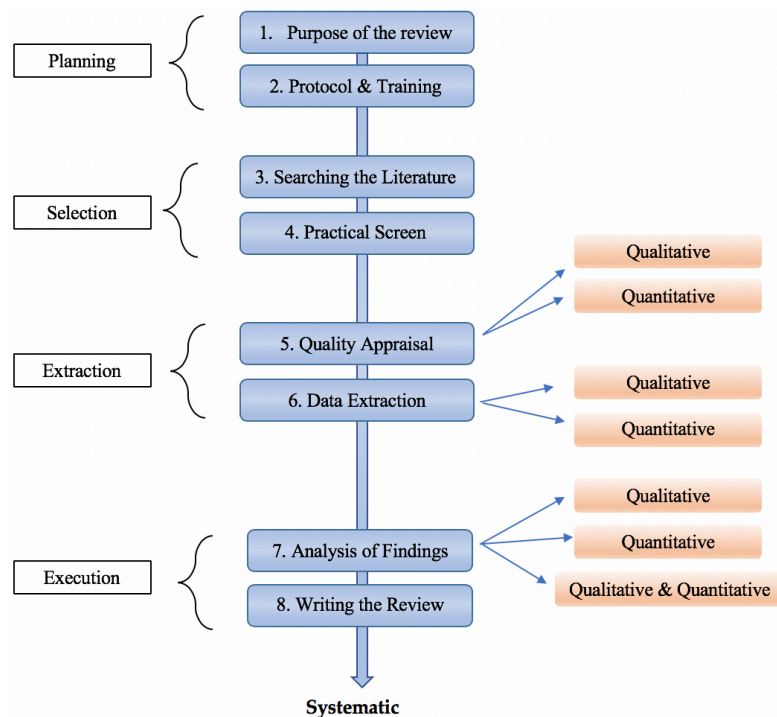 Planning
1. Purpose of the review
2. Protocol & Training
Selection
3. Searching the Literature
4. Practical Screen
Extraction
5. Quality Appraisal
Qualitative
Quantitative
6. Data Extraction
Qualitative
Quantitative
Execution
7. Analysis of Findings
Qualitative
Quantitative
Qualitative & Quantitative
8. Writing the Review
Systematic